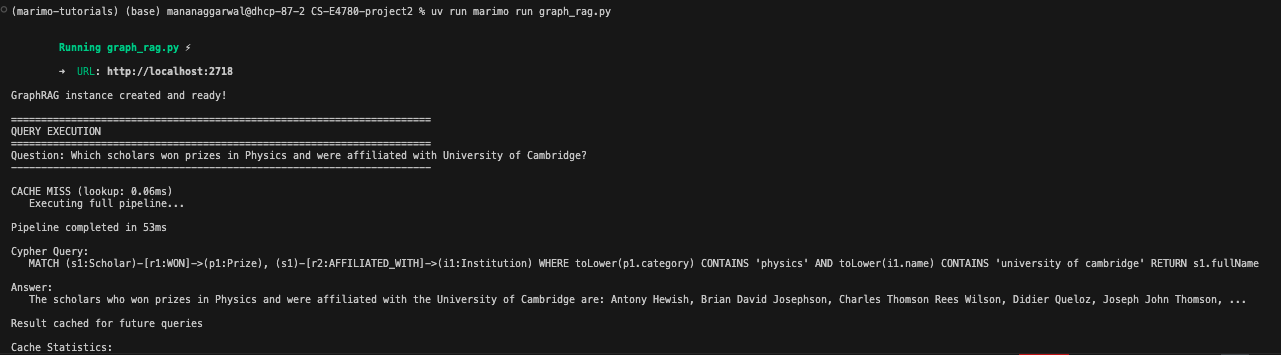 (marimo-tutorials) (base) mananaggarwal@dhcp-87-2 CS-E4780-project2 % uv run marimo run graph_rag.py
Running graph_rag.py ⚡
➜ URL: http://localhost:2718
GraphRAG instance created and ready!
======================================================================
QUERY EXECUTION
======================================================================
Question: Which scholars won prizes in Physics and were affiliated with University of Cambridge?
----------------------------------------------------------------------
CACHE MISS (lookup: 0.06ms)
Executing full pipeline...
Pipeline completed in 53ms
Cypher Query:
MATCH (s1:Scholar)-[r1:WON]->(p1:Prize), (s1)-[r2:AFFILIATED_WITH]->(i1:Institution) WHERE toLower(p1.category) CONTAINS 'physics' AND toLower(i1.name) CONTAINS 'university of cambridge' RETURN s1.fullName
Answer:
The scholars who won prizes in Physics and were affiliated with the University of Cambridge are: Antony Hewish, Brian David Josephson, Charles Thomson Rees Wilson, Didier Queloz, Joseph John Thomson, ...
Result cached for future queries
Cache Statistics: